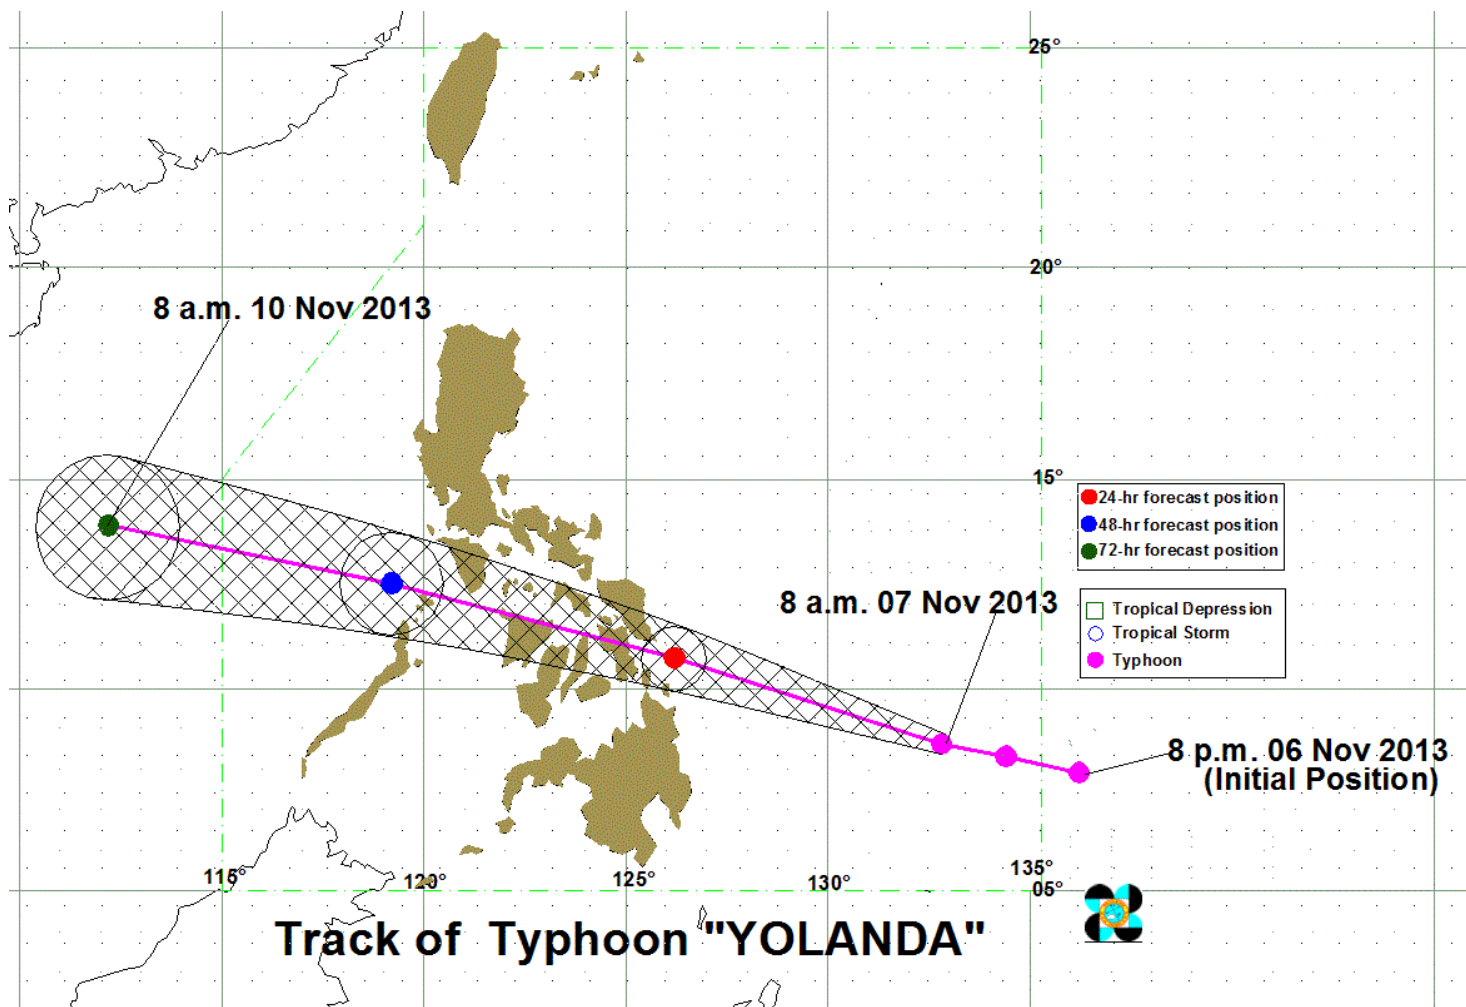 25°
20°
8 a.m. 10 Nov 2013
15°
24-hr forecast position
48-hr forecast position
72-hr forecast position
8 a.m. 07 Nov 2013
Tropical Depression
Tropical Storm
Typhoon
8 p.m. 06 Nov 2013
(Initial Position)
115°
120°
125°
130°
135°
05°
Track of Typhoon "YOLANDA"